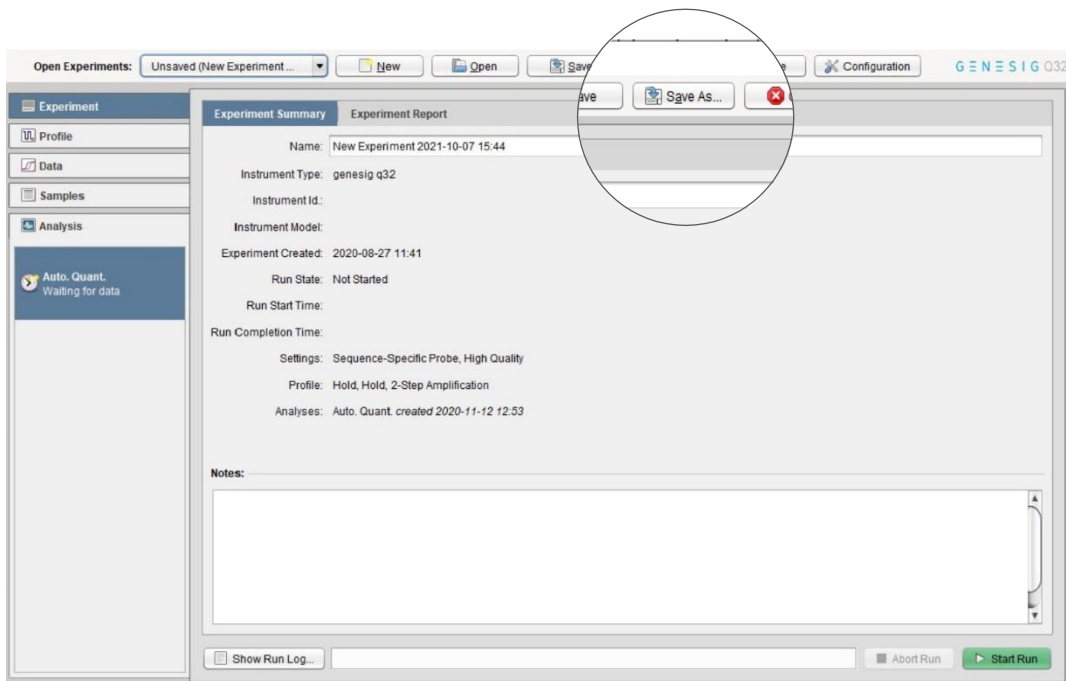 Open Experiments: Unsaved (New Experiment ... New Open Save Configuration GENESIG Q32
ave Save As...
Experiment
Profile
Data
Samples
Analysis
Auto. Quant.
Waiting for data
Experiment Summary Experiment Report
Name: New Experiment 2021-10-07 15:44
Instrument Type: genesig q32
Instrument Id.:
Instrument Model:
Experiment Created: 2020-08-27 11:41
Run State: Not Started
Run Start Time:
Run Completion Time:
Settings: Sequence-Specific Probe, High Quality
Profile: Hold, Hold, 2-Step Amplification
Analyses: Auto. Quant. created 2020-11-12 12:53
Notes:
Show Run Log... Abort Run Start Run